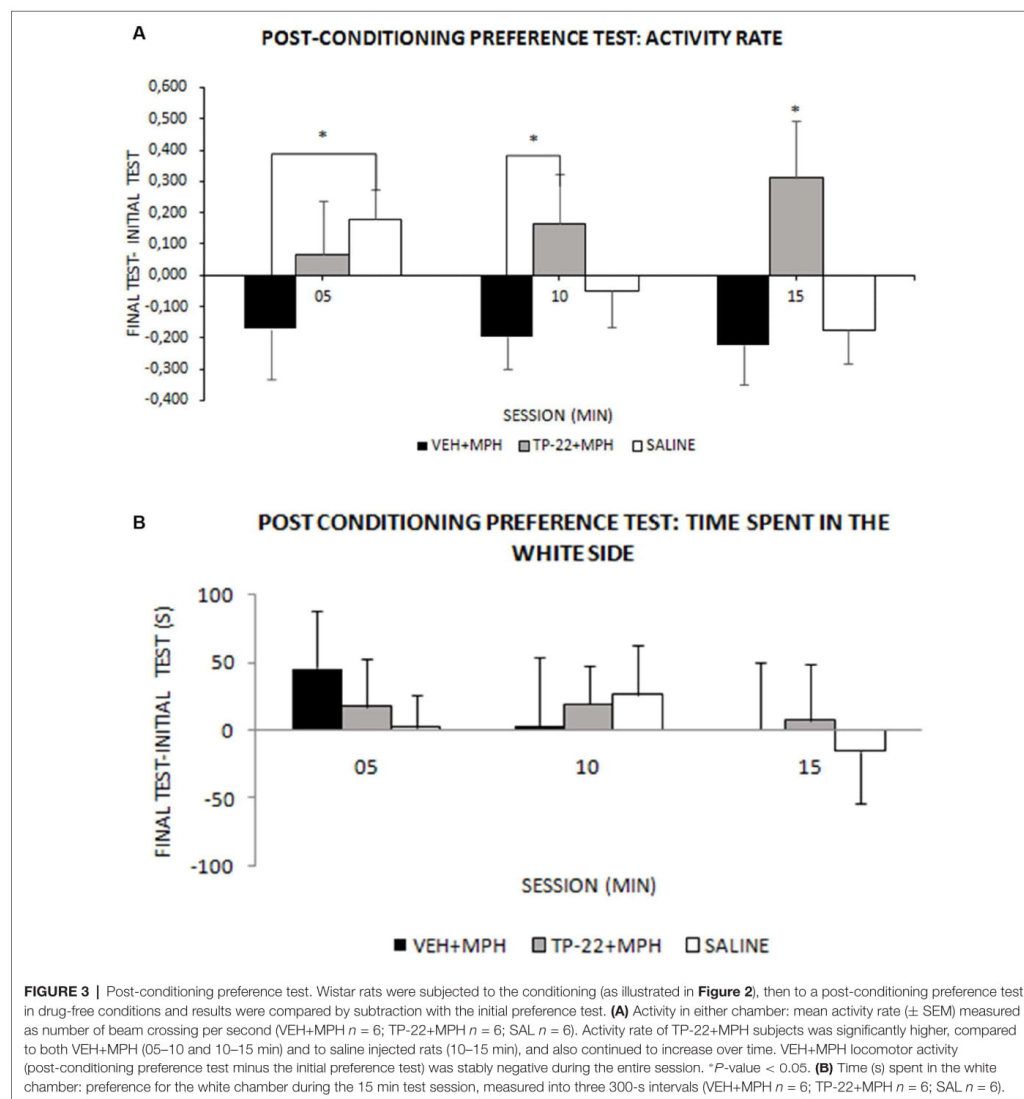 A
POST-CONDITIONING PREFERENCE TEST: ACTIVITY RATE
FINAL TEST- INITIAL TEST
0,600
0,500
0,400
0,300
0,200
0,100
0,000
-0,100
-0,200
-0,300
-0,400
*
*
*
05
10
15
SESSION (MIN)
VEH+MPH TP-22+MPH SALINE
B
POST CONDITIONING PREFERENCE TEST: TIME SPENT IN THE
WHITE SIDE
FINAL TEST-INITIAL TEST (S)
100
50
0
-50
-100
05
10
15
SESSION (MIN)
VEH+MPH TP-22+MPH SALINE
FIGURE 3 | Post-conditioning preference test. Wistar rats were subjected to the conditioning (as illustrated in Figure 2), then to a post-conditioning preference test
in drug-free conditions and results were compared by subtraction with the initial preference test. (A) Activity in either chamber: mean activity rate (± SEM) measured
as number of beam crossing per second (VEH+MPH n = 6; TP-22+MPH n = 6; SAL n = 6). Activity rate of TP-22+MPH subjects was significantly higher, compared
to both VEH+MPH (05–10 and 10–15 min) and to saline injected rats (10–15 min), and also continued to increase over time. VEH+MPH locomotor activity
(post-conditioning preference test minus the initial preference test) was stably negative during the entire session. *P-value < 0.05. (B) Time (s) spent in the white
chamber: preference for the white chamber during the 15 min test session, measured into three 300-s intervals (VEH+MPH n = 6; TP-22+MPH n = 6; SAL n = 6).